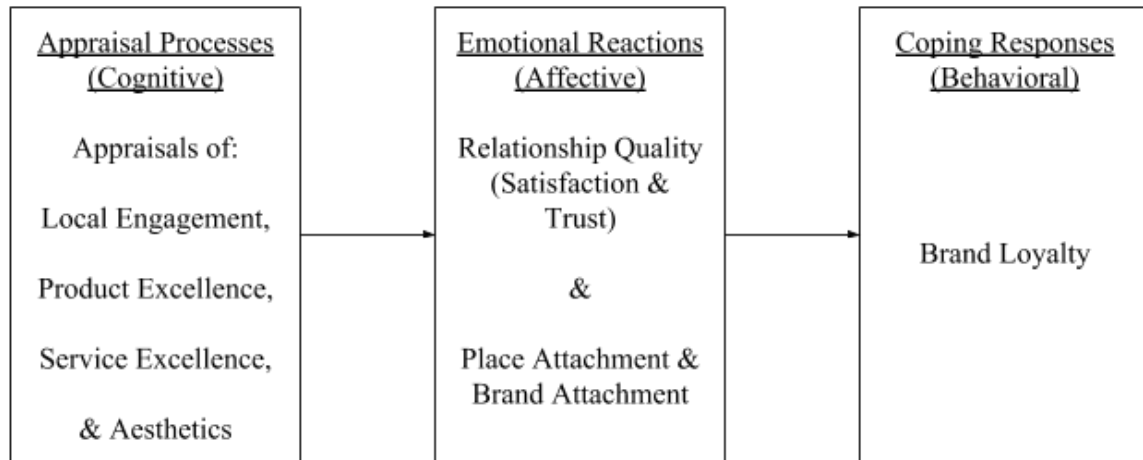 Appraisal Processes
(Cognitive)
Appraisals of:
Local Engagement,
Product Excellence,
Service Excellence,
& Aesthetics
Emotional Reactions
(Affective)
Relationship Quality
(Satisfaction &
Trust)
&
Place Attachment &
Brand Attachment
Coping Responses
(Behavioral)
Brand Loyalty